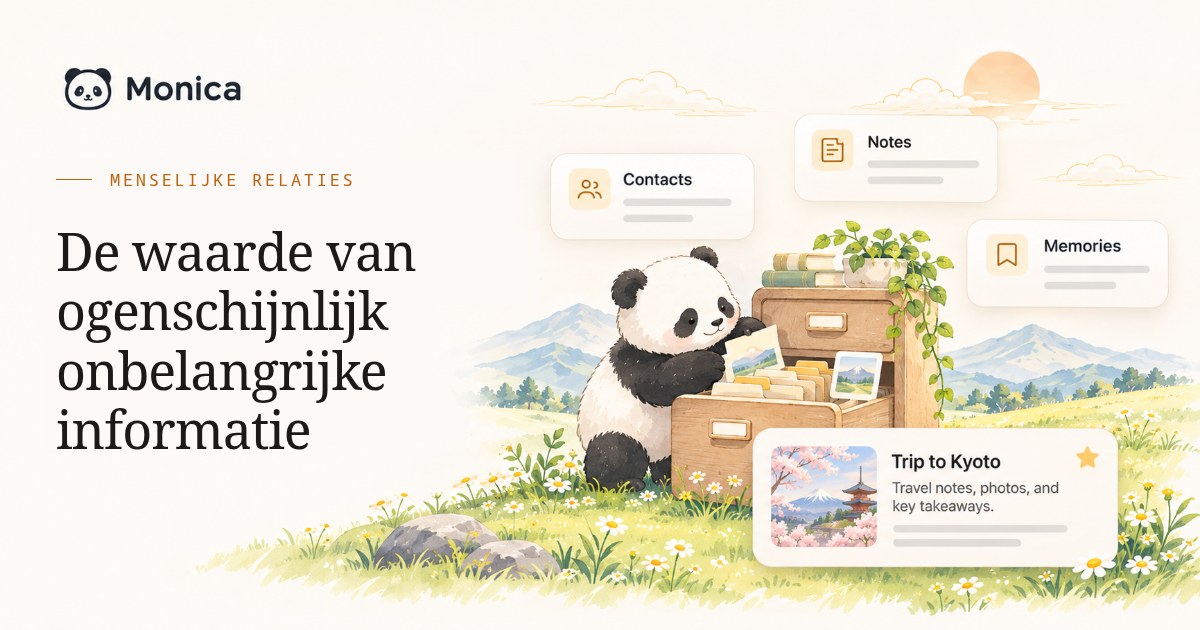 Monica
MENSELIJKE RELATIES
De waarde van
ogenschijnlijk
onbelangrijke
informatie
Contacts
Notes
Memories
Trip to Kyoto
Travel notes, photos, and
key takeaways.